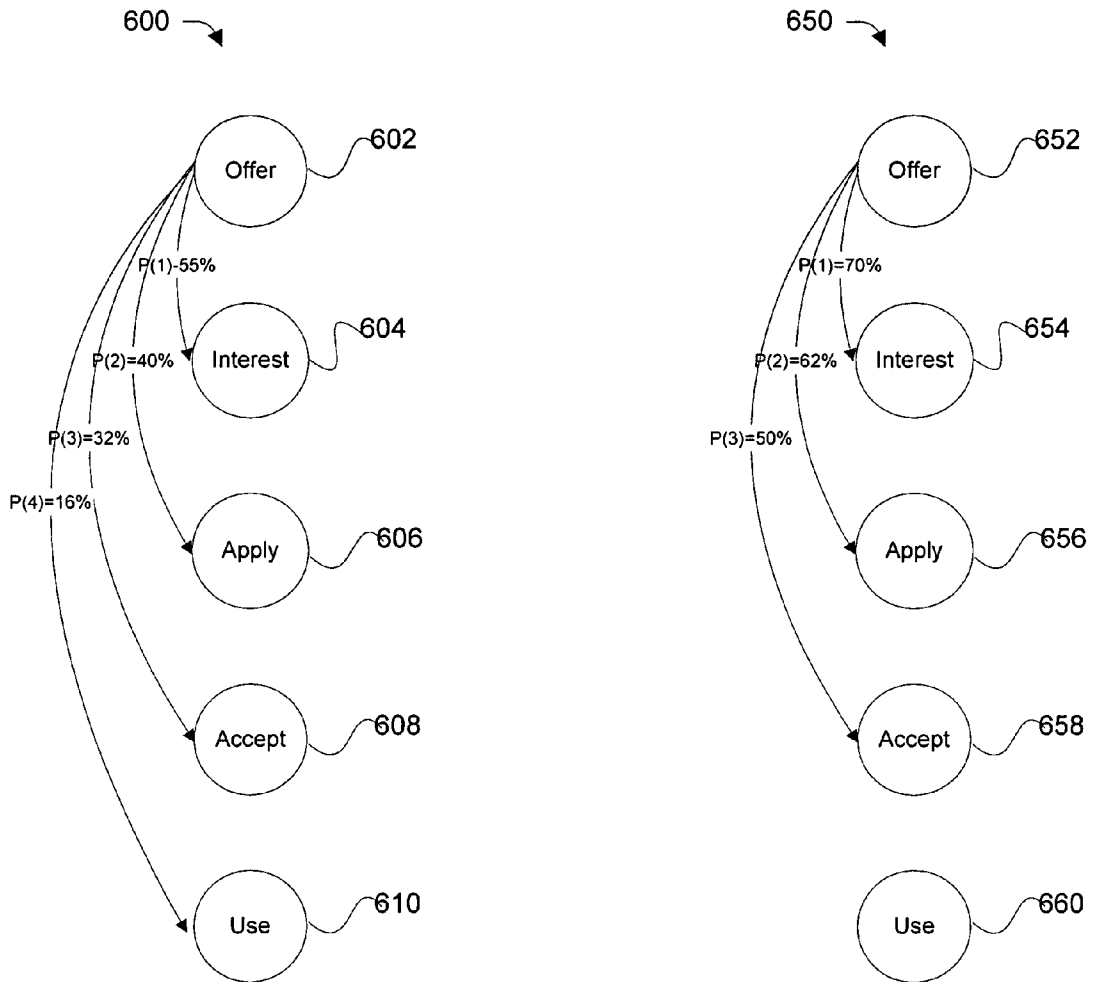 600
650
Offer
602
Offer
652
P(1)-55%
P(1)=70%
Interest
604
Interest
654
P(2)=40%
P(2)=62%
P(3)=32%
P(3)=50%
P(4)=16%
Apply
606
Apply
656
Accept
608
Accept
658
Use
610
Use
660